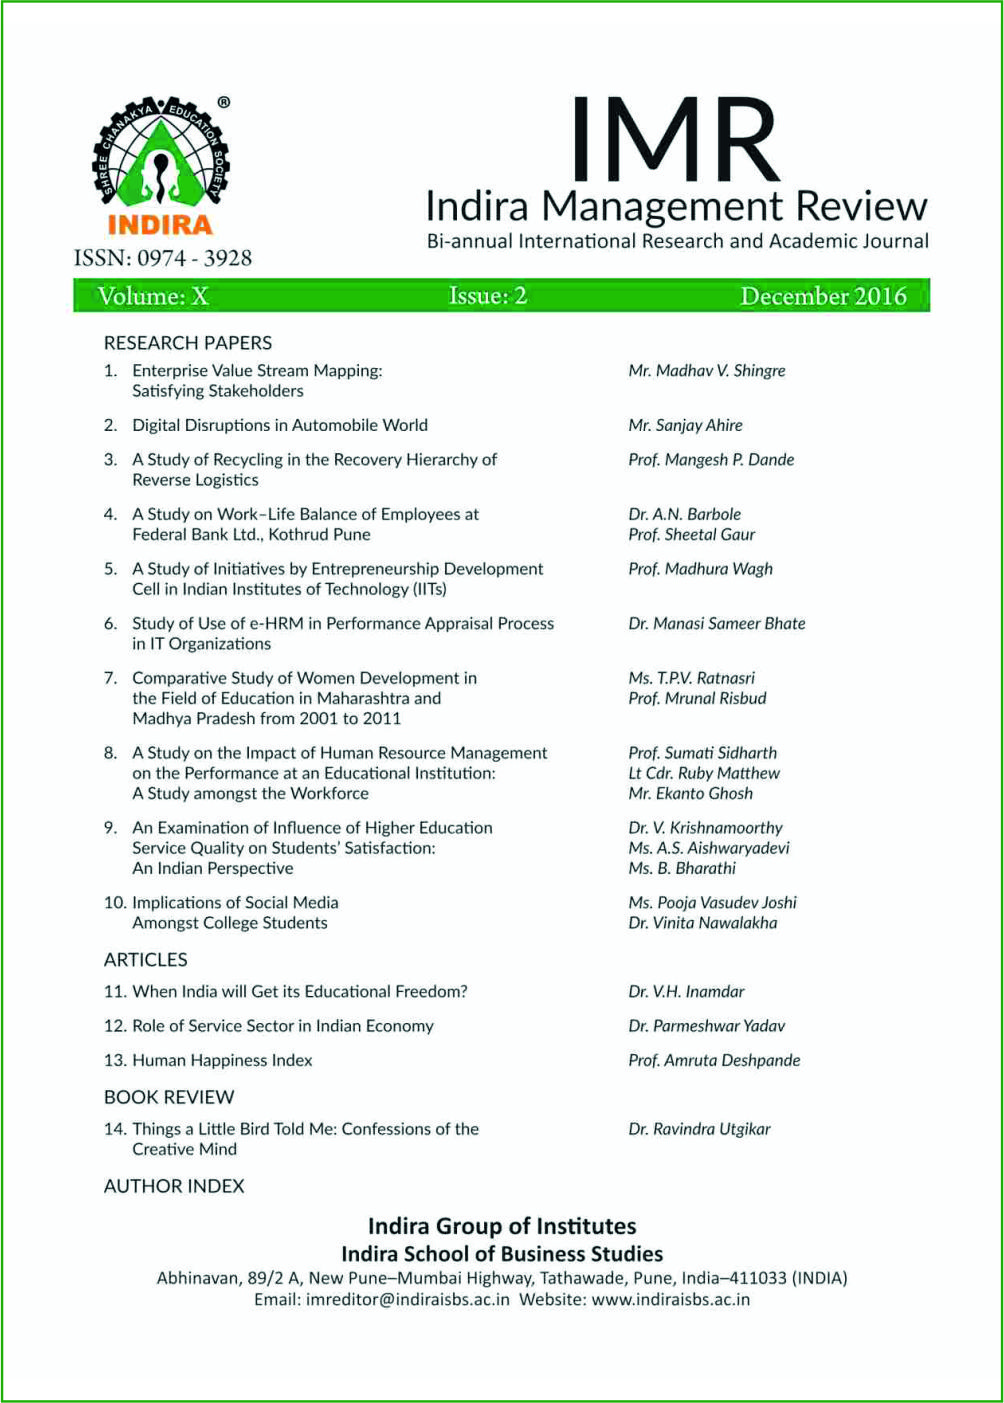 SHREE CHANAKYA EDUCATION SOCIETY
®
INDIRA
ISSN: 0974 - 3928
IMR
Indira Management Review
Bi-annual International Research and Academic Journal
Volume: X Issue: 2 December 2016
RESEARCH PAPERS
1. Enterprise Value Stream Mapping: Mr. Madhav V. Shingre
Satisfying Stakeholders
2. Digital Disruptions in Automobile World Mr. Sanjay Ahire
3. A Study of Recycling in the Recovery Hierarchy of Prof. Mangesh P. Dande
Reverse Logistics
4. A Study on Work–Life Balance of Employees at Dr. A.N. Barbole
Federal Bank Ltd., Kothrud Pune Prof. Sheetal Gaur
5. A Study of Initiatives by Entrepreneurship Development Prof. Madhura Wagh
Cell in Indian Institutes of Technology (IITs)
6. Study of Use of e-HRM in Performance Appraisal Process Dr. Manasi Sameer Bhate
in IT Organizations
7. Comparative Study of Women Development in Ms. T.P.V. Ratnasri
the Field of Education in Maharashtra and Prof. Mrunal Risbud
Madhya Pradesh from 2001 to 2011
8. A Study on the Impact of Human Resource Management Prof. Sumati Sidharth
on the Performance at an Educational Institution: Lt Cdr. Ruby Matthew
A Study amongst the Workforce Mr. Ekanto Ghosh
9. An Examination of Influence of Higher Education Dr. V. Krishnamoorthy
Service Quality on Students’ Satisfaction: Ms. A.S. Aishwaryadevi
An Indian Perspective Ms. B. Bharathi
10. Implications of Social Media Ms. Pooja Vasudev Joshi
Amongst College Students Dr. Vinita Nawalakha
ARTICLES
11. When India will Get its Educational Freedom? Dr. V.H. Inamdar
12. Role of Service Sector in Indian Economy Dr. Parmeshwar Yadav
13. Human Happiness Index Prof. Amruta Deshpande
BOOK REVIEW
14. Things a Little Bird Told Me: Confessions of the Dr. Ravindra Utgikar
Creative Mind
AUTHOR INDEX
Indira Group of Institutes
Indira School of Business Studies
Abhinavan, 89/2 A, New Pune–Mumbai Highway, Tathawade, Pune, India–411033 (INDIA)
Email: imreditor@indiraisbs.ac.in Website: www.indiraisbs.ac.in